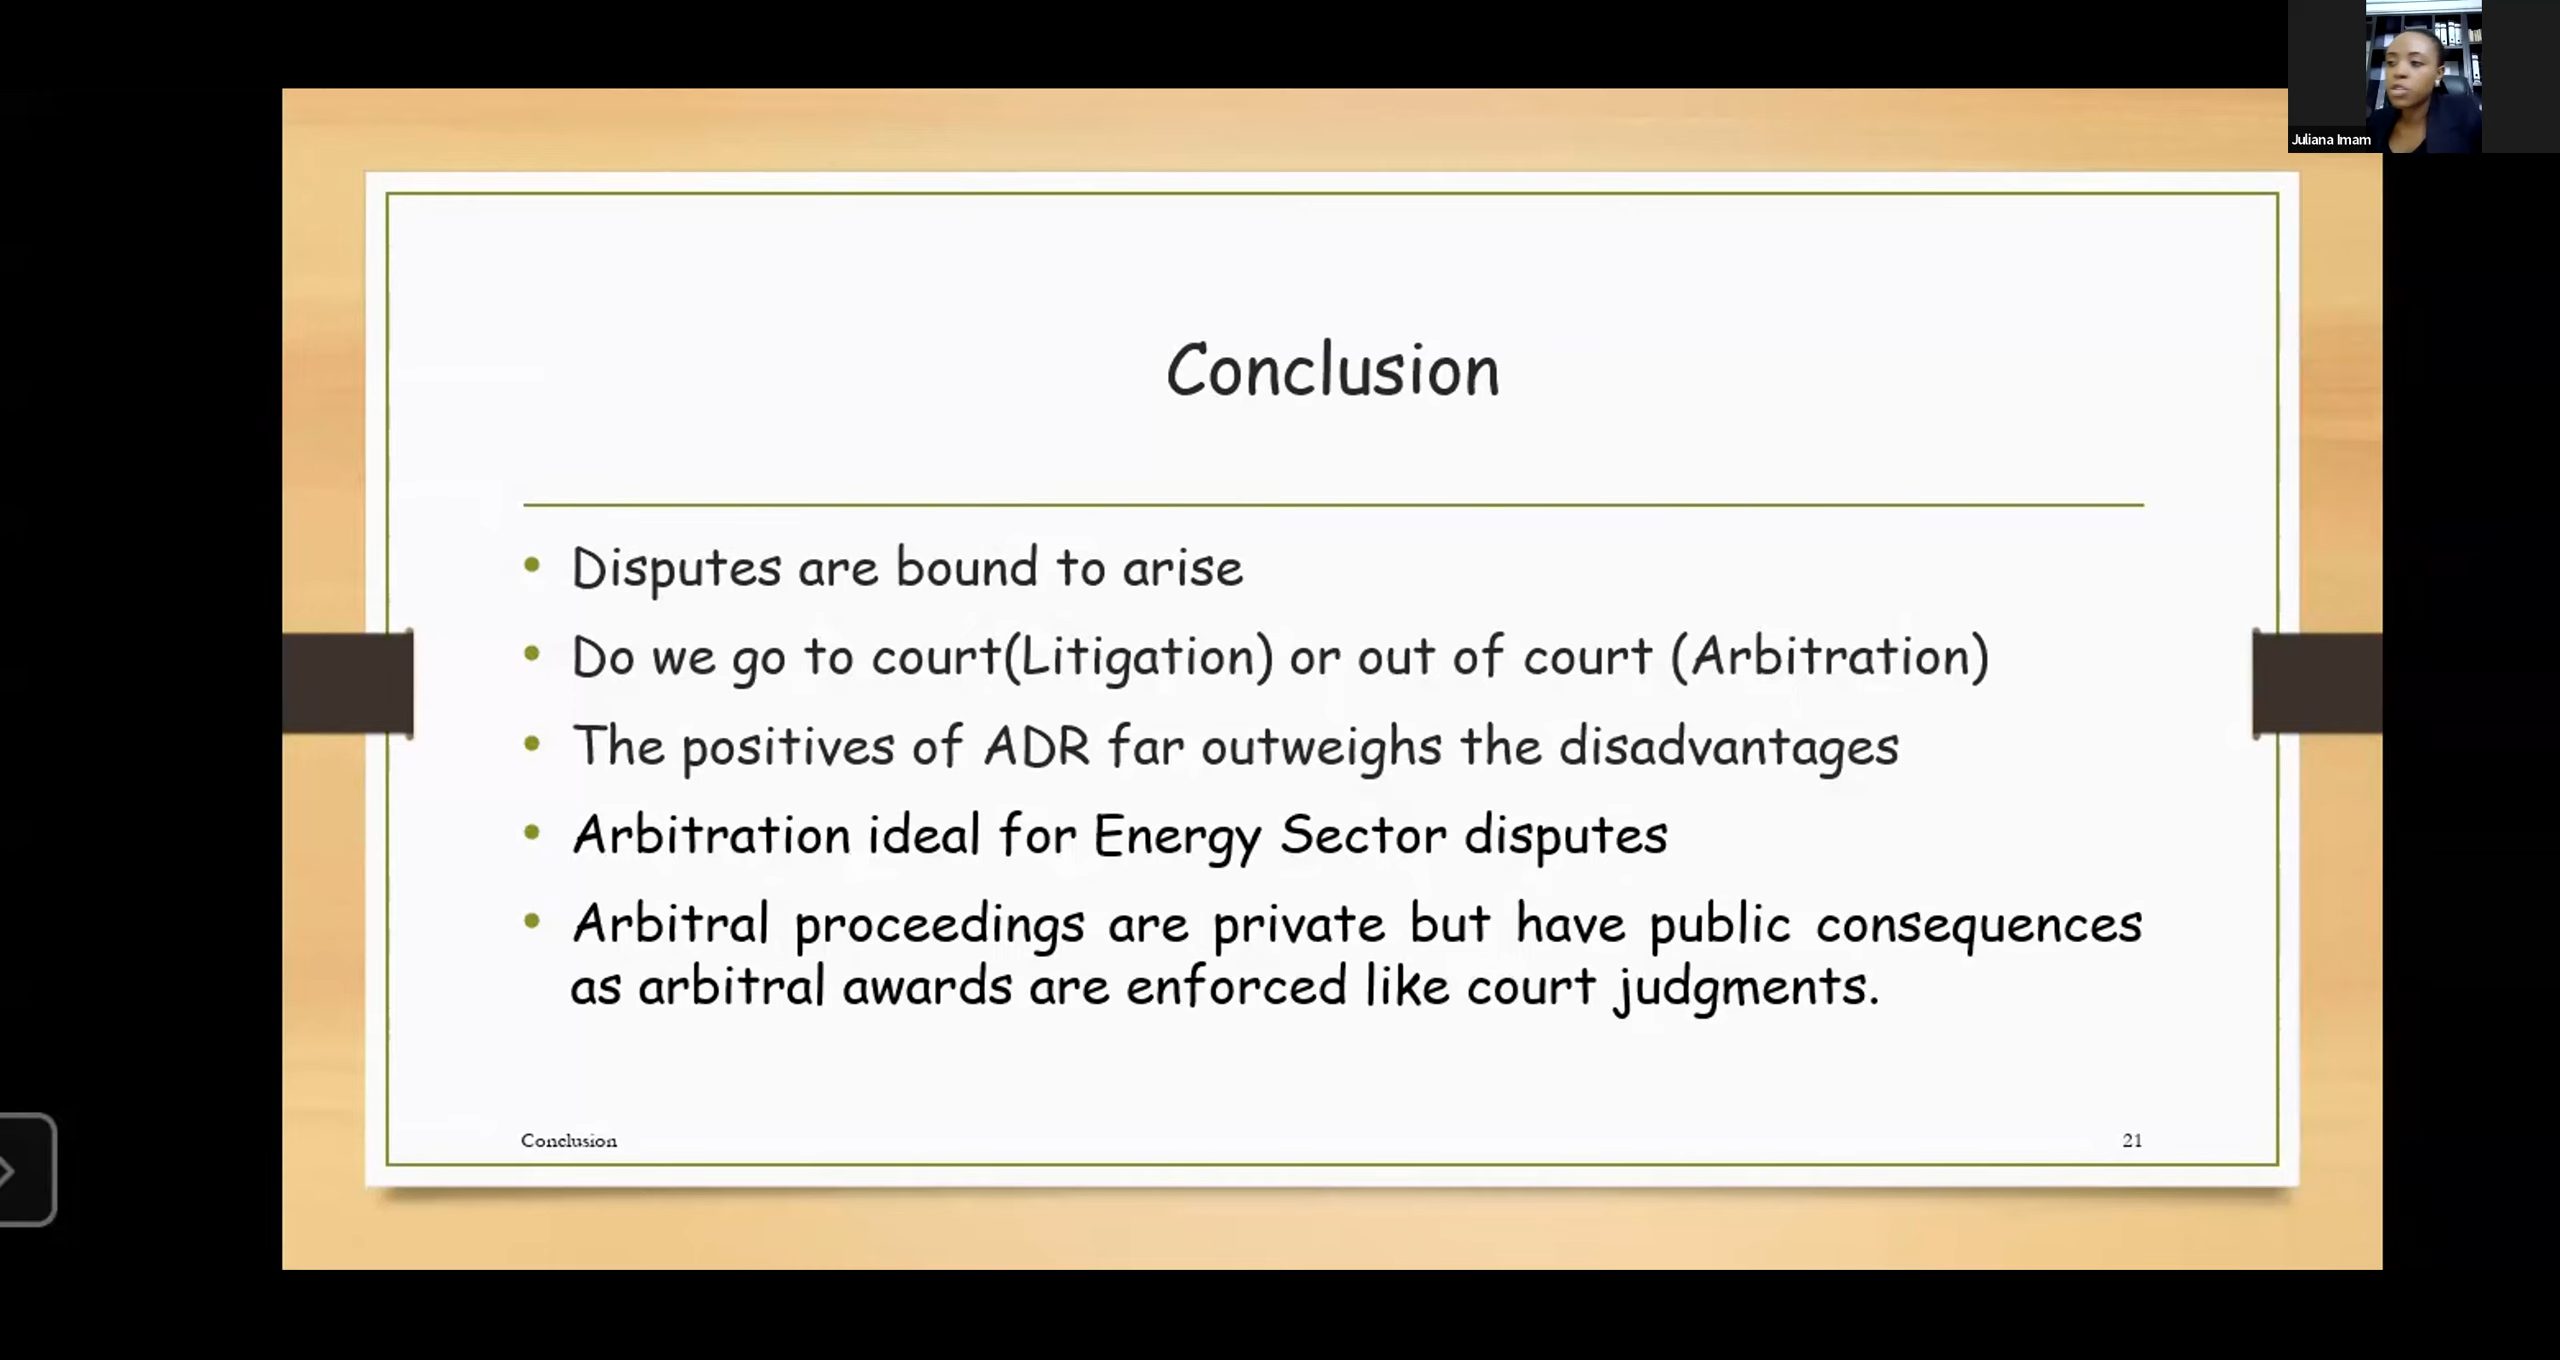 Juliana Imam
Conclusion
• Disputes are bound to arise
• Do we go to court(Litigation) or out of court (Arbitration)
• The positives of ADR far outweighs the disadvantages
• Arbitration ideal for Energy Sector disputes
• Arbitral proceedings are private but have public consequences
as arbitral awards are enforced like court judgments.
Conclusion
21